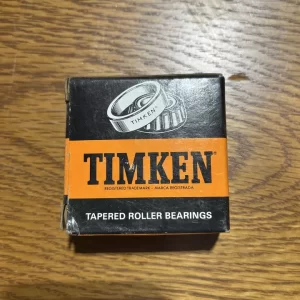 TIMKEN
TIMKEN®
REGISTERED TRADEMARK - MARCA REGISTRADA
TAPERED ROLLER BEARINGS